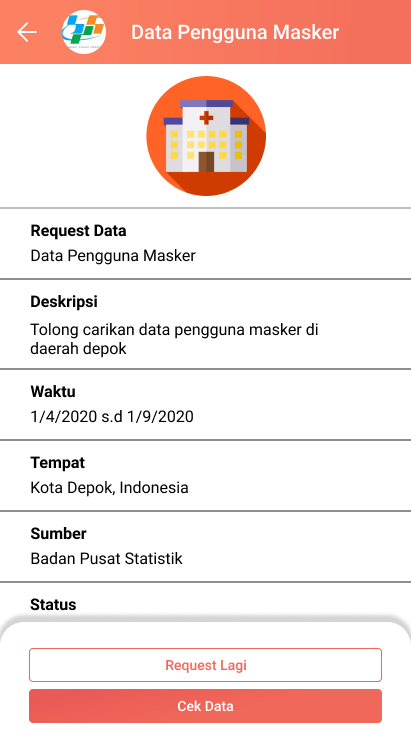 Data Pengguna Masker
Request Data
Data Pengguna Masker
Deskripsi
Tolong carikan data pengguna masker di
daerah depok
Waktu
1/4/2020 s.d 1/9/2020
Tempat
Kota Depok, Indonesia
Sumber
Badan Pusat Statistik
Status
Request Lagi
Cek Data